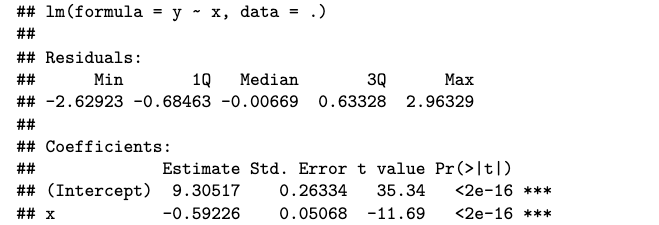 ## lm(formula = y ~ x, data = .)
##
## Residuals:
##      Min       1Q   Median       3Q      Max
## -2.62923 -0.68463 -0.00669  0.63328  2.96329
##
## Coefficients:
##             Estimate Std. Error t value Pr(>|t|)
## (Intercept)  9.30517    0.26334   35.34   <2e-16 ***
## x           -0.59226    0.05068  -11.69   <2e-16 ***